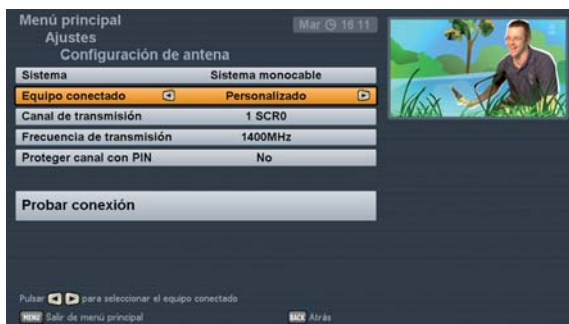 Menú principal
Mar 16 11
Ajustes
Configuración de antena
Sistema Sistema monocable
Equipo conectado Personalizado
Canal de transmisión 1 SCR0
Frecuencia de transmisión 1400MHz
Proteger canal con PIN No
Probar conexión
Pulsar para seleccionar el equipo conectado
MENU Salir de menú principal BACK Atrás